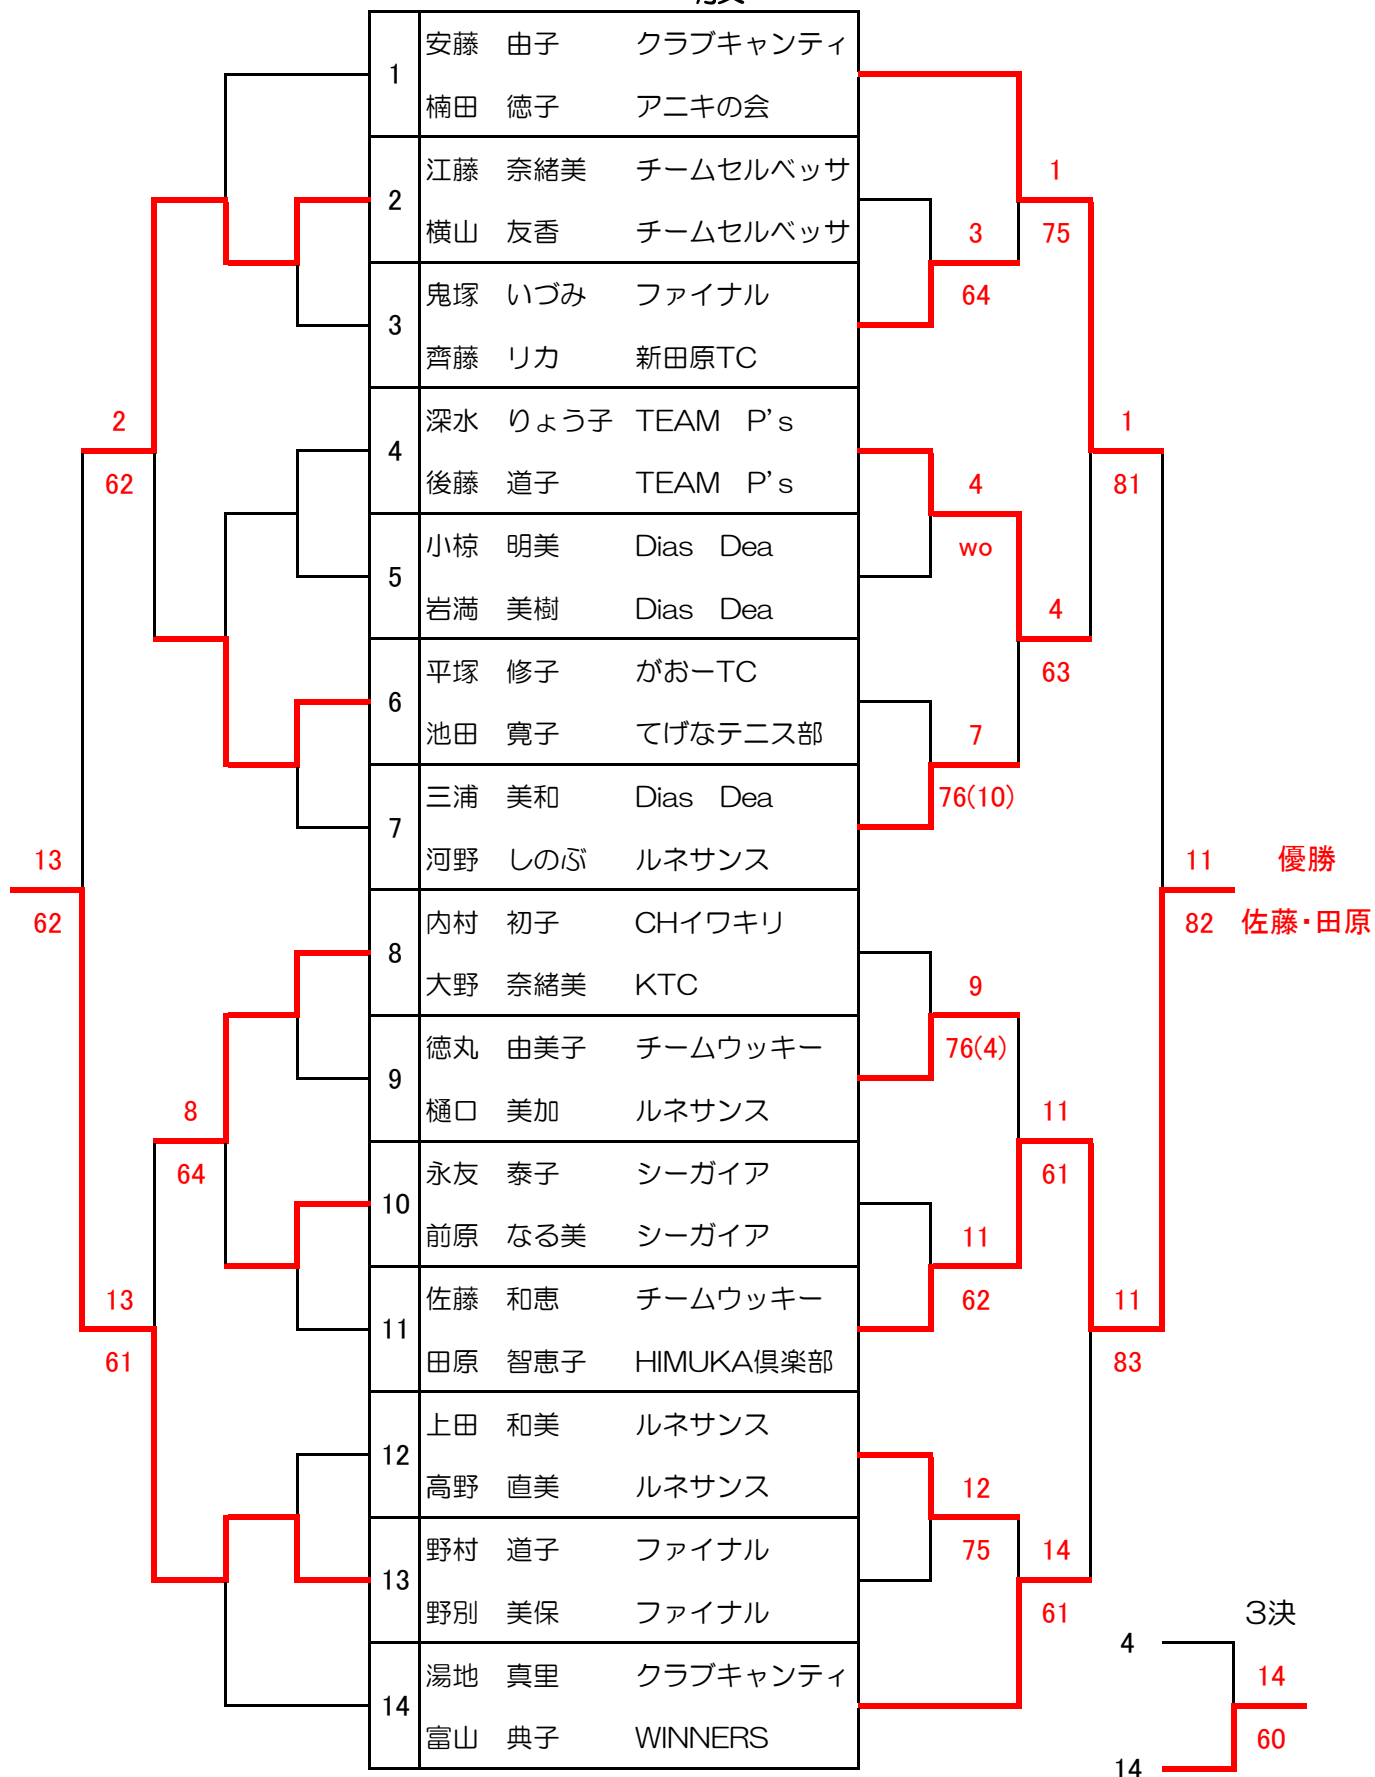 1 安藤 由子 クラブキャンティ
楠田 徳子 アニキの会
2 江藤 奈緒美 チームセルベッサ
横山 友香 チームセルベッサ
3 鬼塚 いづみ ファイナル
齊藤 リカ 新田原TC
4 深水 りょう子 TEAM P's
後藤 道子 TEAM P's
5 小椋 明美 Dias Dea
岩満 美樹 Dias Dea
6 平塚 修子 がおーTC
池田 寛子 てげなテニス部
7 三浦 美和 Dias Dea
河野 しのぶ ルネサンス
8 内村 初子 CHイワキリ
大野 奈緒美 KTC
9 徳丸 由美子 チームウッキー
樋口 美加 ルネサンス
10 永友 泰子 シーガイア
前原 なる美 シーガイア
11 佐藤 和恵 チームウッキー
田原 智恵子 HIMUKA倶楽部
12 上田 和美 ルネサンス
高野 直美 ルネサンス
13 野村 道子 ファイナル
野別 美保 ファイナル
14 湯地 真里 クラブキャンティ
富山 典子 WINNERS
2
62
13
62
8
64
13
61
3
64
4
wo
7
76(10)
9
76(4)
11
62
12
75
1
75
4
63
11
61
14
61
1
81
11
83
11 優勝
82 佐藤・田原
3決
4
14
60
14